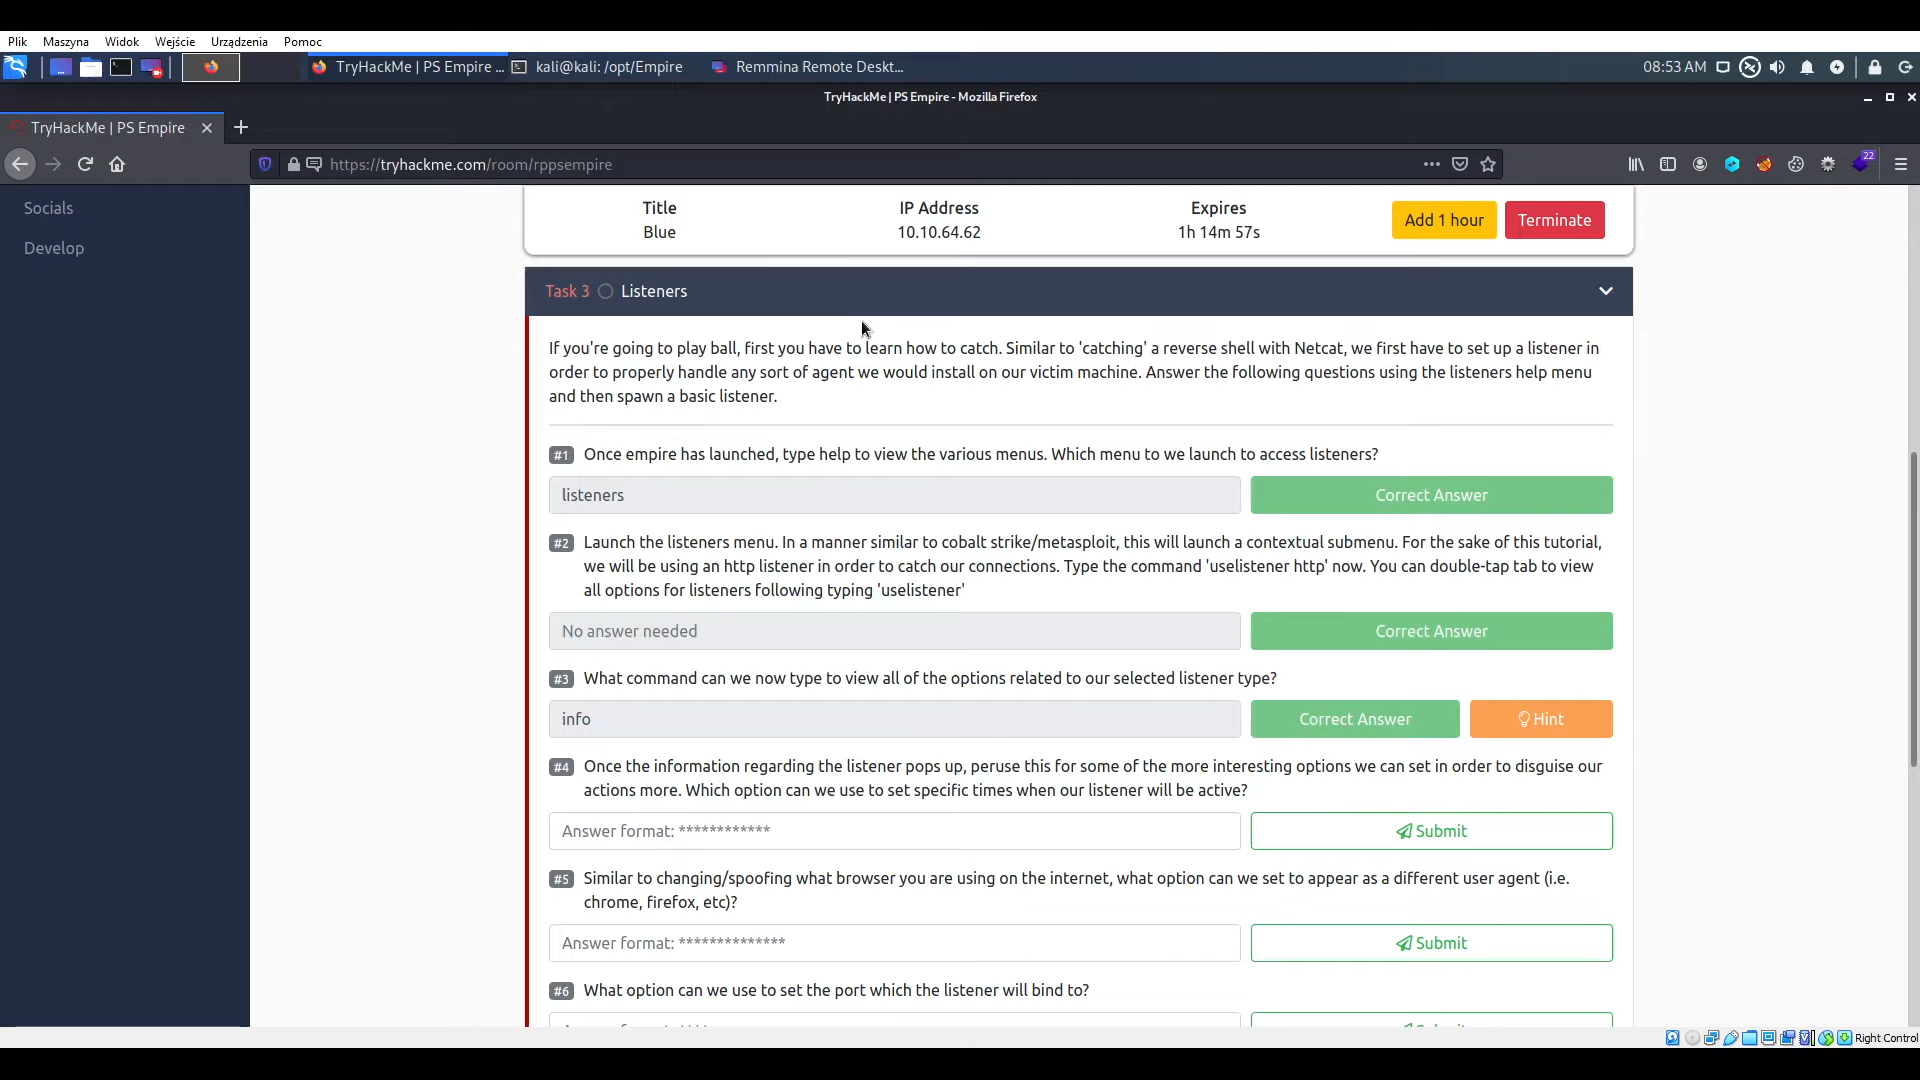 Plik Maszyna Widok Wejście Urządzenia Pomoc
TryHackMe | PS Empire ... kali@kali: /opt/Empire Remmina Remote Deskt... 08:53 AM
TryHackMe | PS Empire - Mozilla Firefox
TryHackMe | PS Empire
https://tryhackme.com/room/rppsempire
22
Socials
Develop
Title IP Address Expires
Blue 10.10.64.62 1h 14m 57s
Add 1 hour Terminate
Task 3 Listeners
If you're going to play ball, first you have to learn how to catch. Similar to 'catching' a reverse shell with Netcat, we first have to set up a listener in
order to properly handle any sort of agent we would install on our victim machine. Answer the following questions using the listeners help menu
and then spawn a basic listener.
#1 Once empire has launched, type help to view the various menus. Which menu to we launch to access listeners?
listeners Correct Answer
#2 Launch the listeners menu. In a manner similar to cobalt strike/metasploit, this will launch a contextual submenu. For the sake of this tutorial,
we will be using an http listener in order to catch our connections. Type the command 'uselistener http' now. You can double-tap tab to view
all options for listeners following typing 'uselistener'
No answer needed Correct Answer
#3 What command can we now type to view all of the options related to our selected listener type?
info Correct Answer Hint
#4 Once the information regarding the listener pops up, peruse this for some of the more interesting options we can set in order to disguise our
actions more. Which option can we use to set specific times when our listener will be active?
Answer format: ************ Submit
#5 Similar to changing/spoofing what browser you are using on the internet, what option can we set to appear as a different user agent (i.e.
chrome, firefox, etc)?
Answer format: ************** Submit
#6 What option can we use to set the port which the listener will bind to?
Right Control